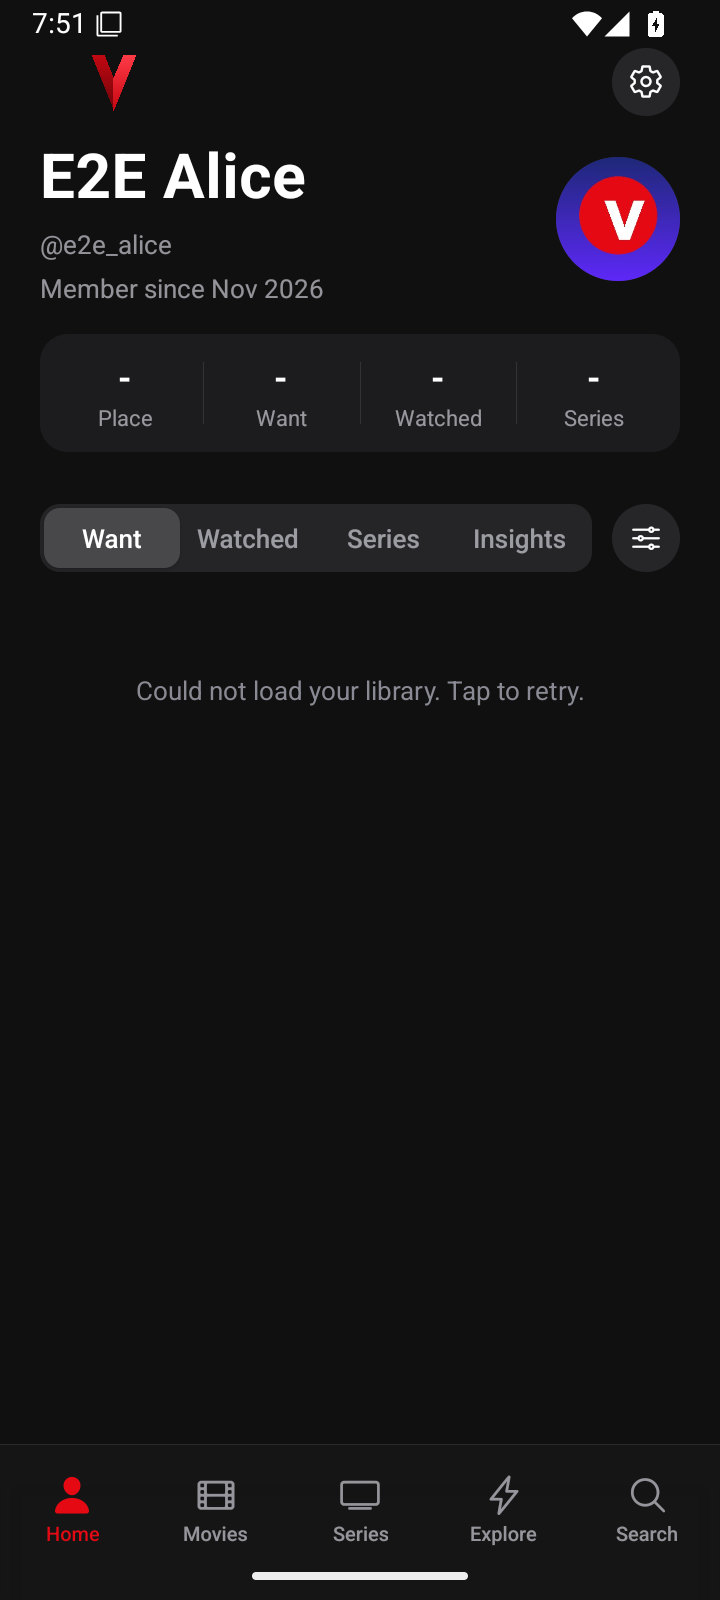 7:51
E2E Alice
@e2e_alice
Member since Nov 2026
- - - -
Place Want Watched Series
Want Watched Series Insights
Could not load your library. Tap to retry.
Home Movies Series Explore Search